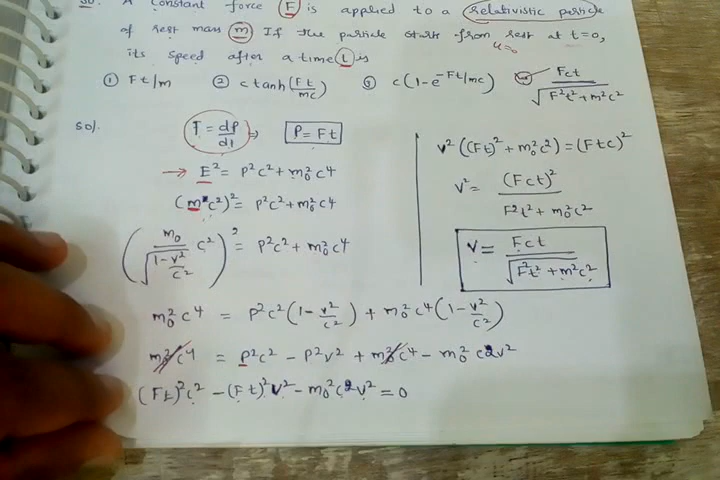 30. A constant force F is applied to a relativistic particle
of rest mass m If the particle starts from rest at t=0,
u=0
its speed after a time t is
① Ft/m ② c tanh(Ft/mc) ③ c(1-e^-Ft/mc) Fct/√F²t²+m²c²
Sol.
F = dP/dt ⇒ P=Ft
→ E² = P²c²+m₀²c⁴
(mc²)² = P²c²+m₀²c⁴
(m₀/√1-v²/c² c²)² = P²c²+m₀²c⁴
m₀²c⁴ = P²c²(1-v²/c²)+m₀²c⁴(1-v²/c²)
m₀²c⁴ = P²c² - P²v² + m₀²c⁴ - m₀²c²v²
(Ft)²c² - (Ft)²v² - m₀²c²v² = 0
v²((Ft)²+m₀²c²)=(Ftc)²
v² = (Fct)²/F²t²+m₀²c²
V = Fct/√F²t²+m²c²